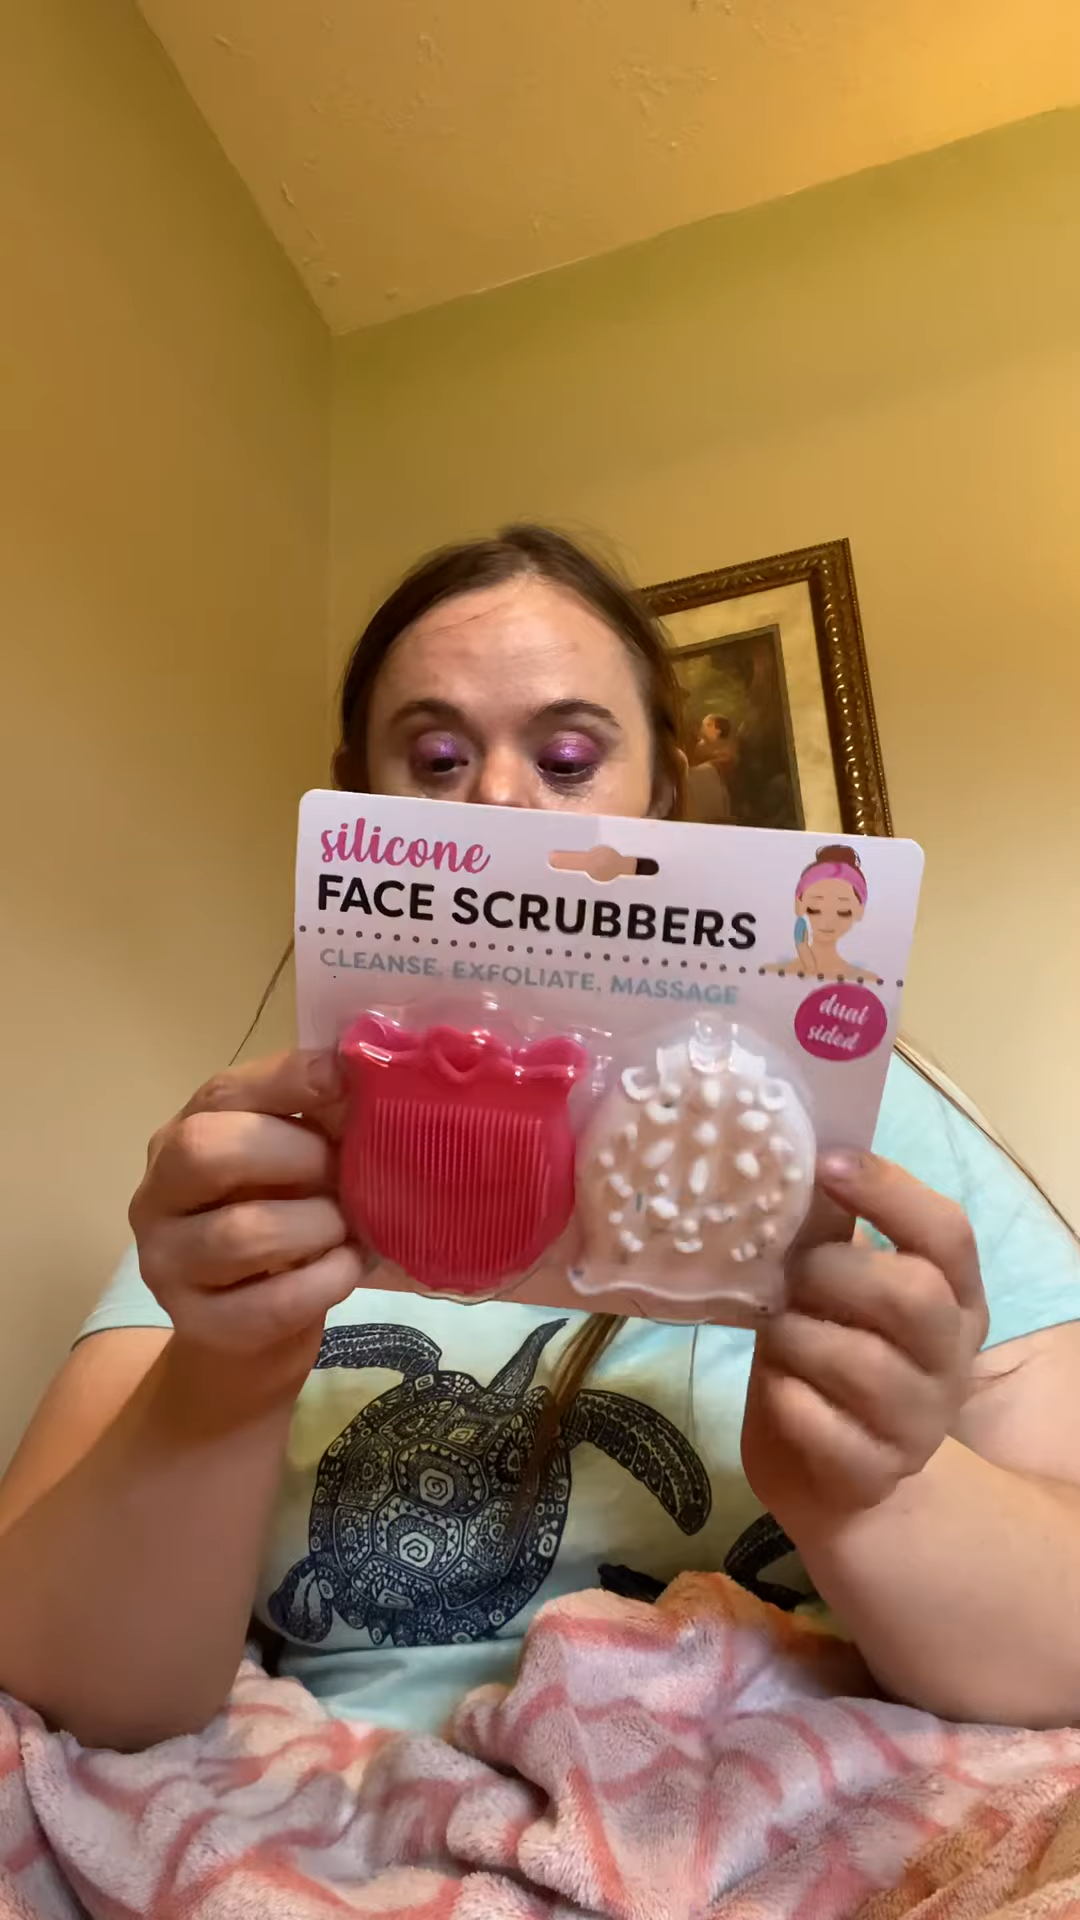 silicone
FACE SCRUBBERS
CLEANSE. EXFOLIATE. MASSAGE
dual
sided